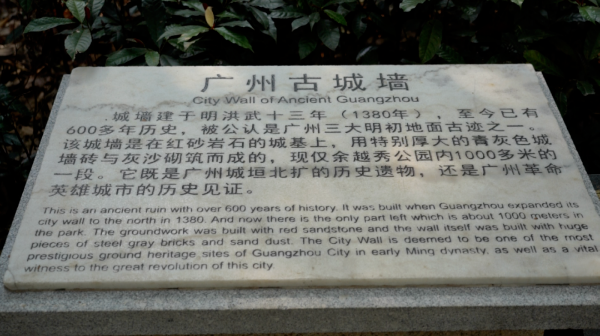 广州古城墙
City Wall of Ancient Guangzhou
城墙建于明洪武十三年（1380年），至今已有
600多年历史，被公认是广州三大明初地面古迹之一。
该城墙是在红砂岩石的城基上，用特别厚大的青灰色城
墙砖与灰沙砌筑而成的，现仅余越秀公园内1000多米的
一段。它既是广州城垣北扩的历史遗物，还是广州革命
英雄城市的历史见证。
This is an ancient ruin with over 600 years of history. It was built when Guangzhou expanded its
city wall to the north in 1380. And now there is the only part left which is about 1000 meters in
the park. The groundwork was built with red sandstone and the wall itself was built with huge
pieces of steel gray bricks and sand dust. The City Wall is deemed to be one of the most
prestigious ground heritage sites of Guangzhou City in early Ming dynasty, as well as a vital
witness to the great revolution of this city.